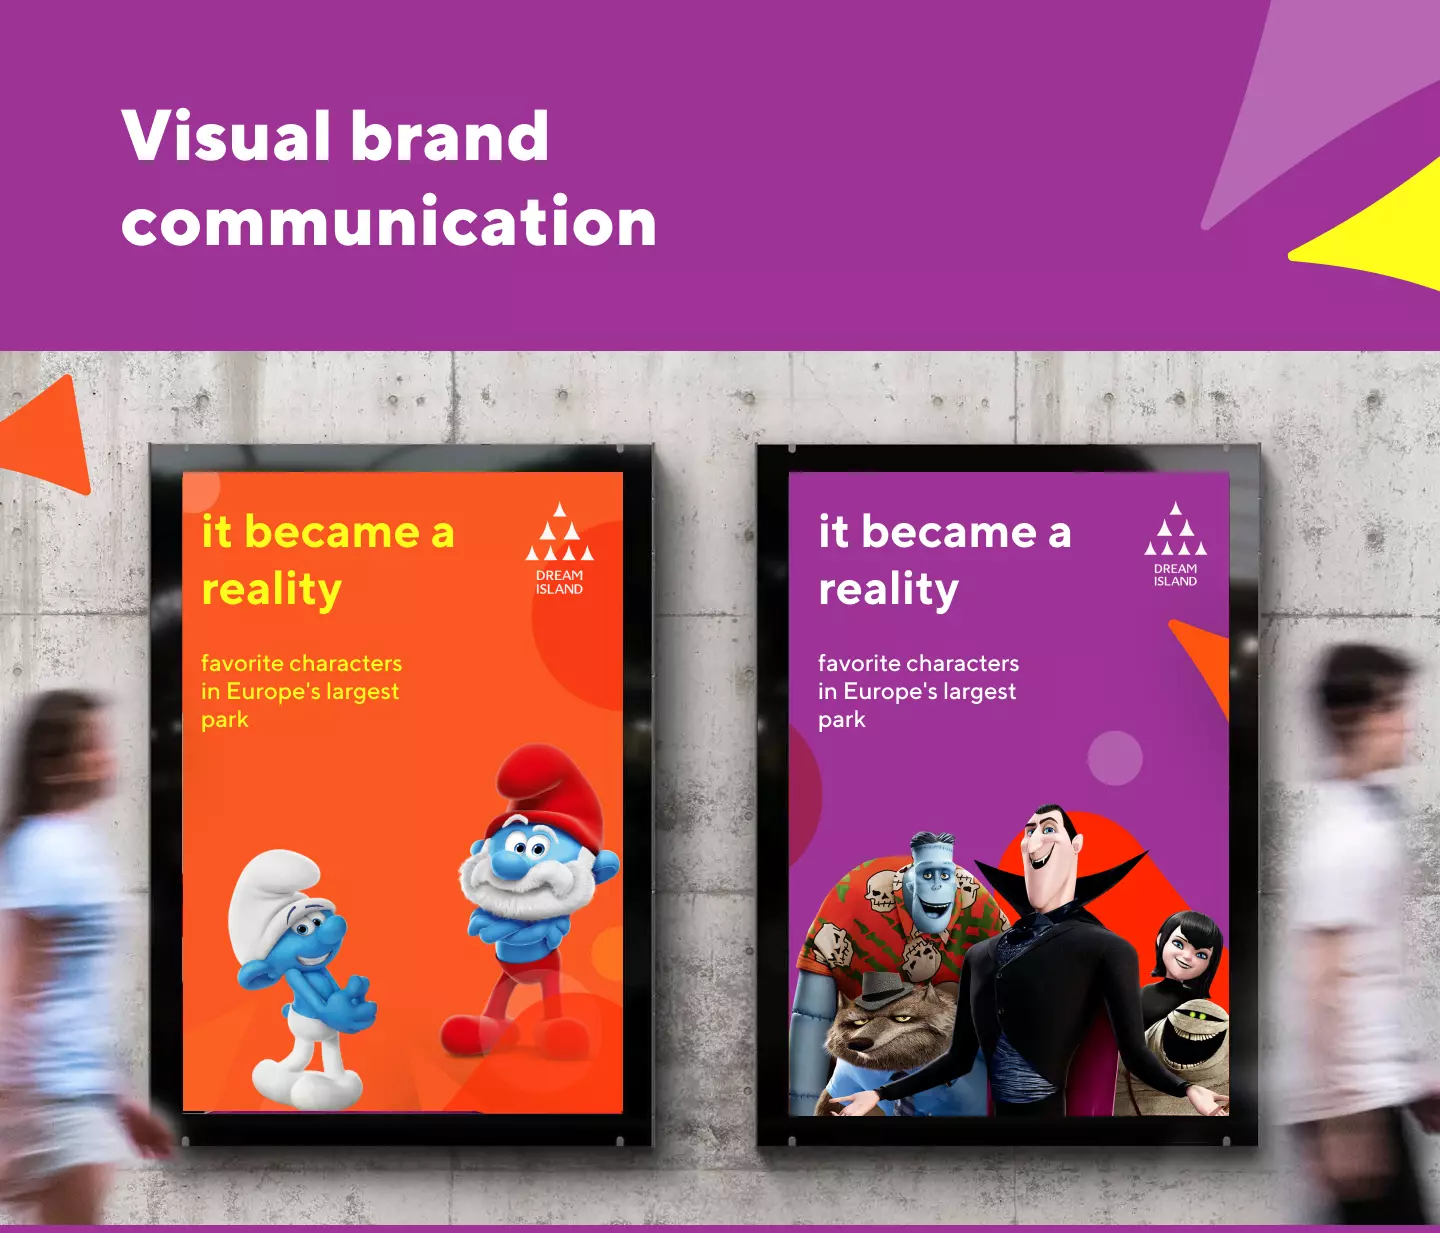 Visual brand
communication
it became a
reality
DREAM
ISLAND
favorite characters
in Europe's largest
park
it became a
reality
DREAM
ISLAND
favorite characters
in Europe's largest
park